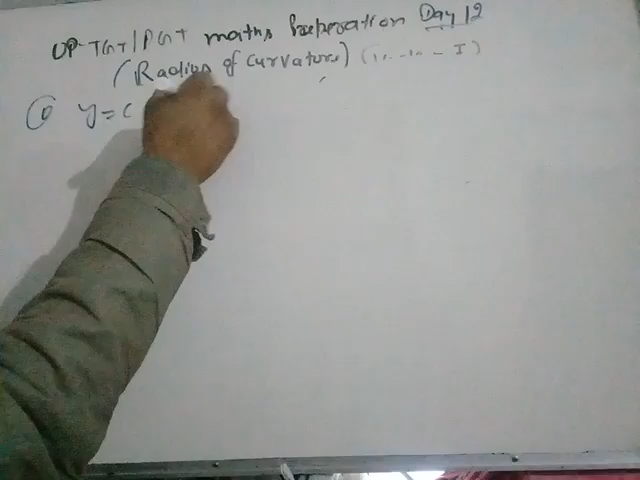 UP-TGT/PGT maths Preperation Day 12
(Radius of curvature)
y = c